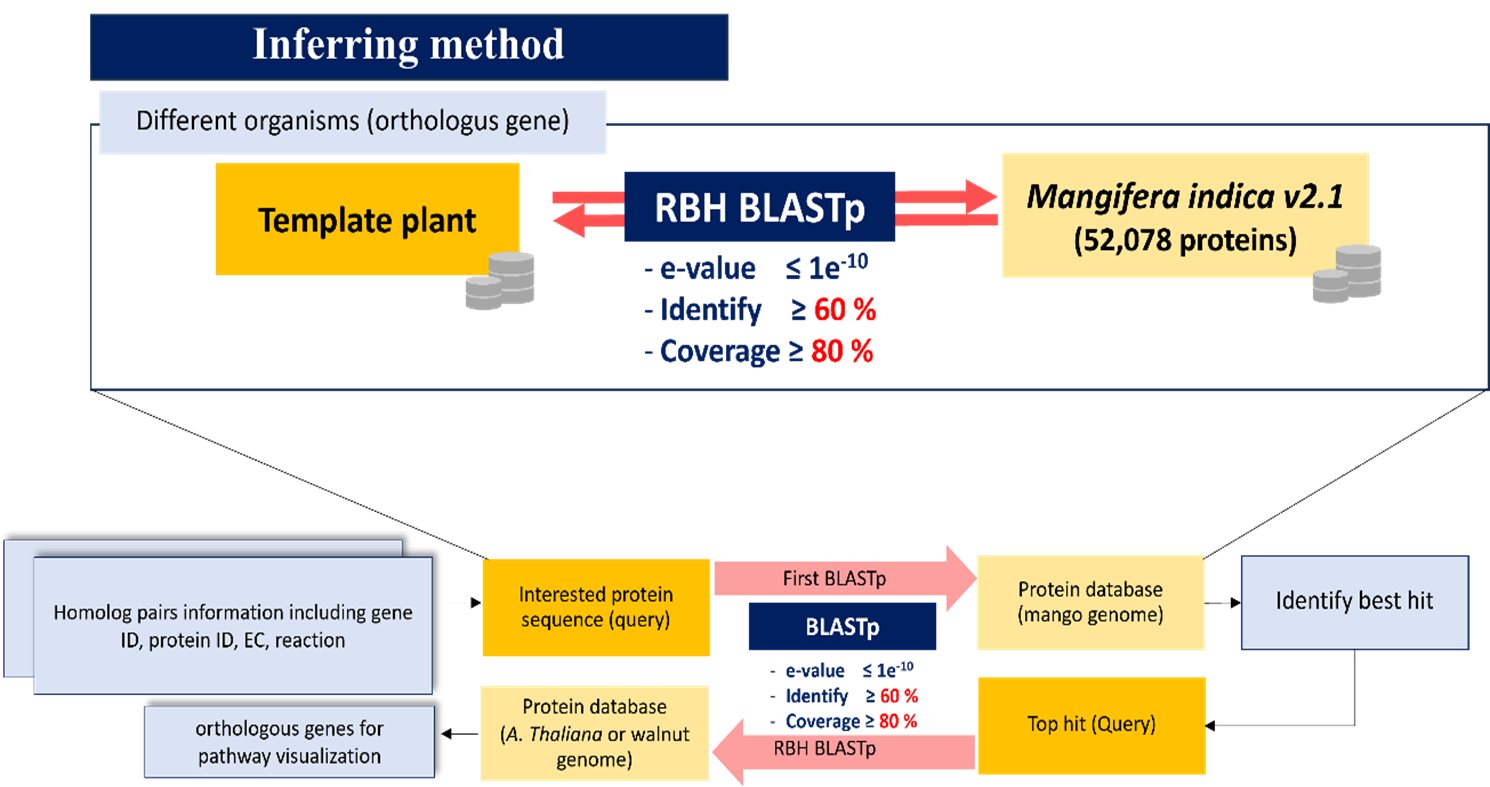 Inferring method
Different organisms (orthologus gene)
Template plant
RBH BLASTp
- e-value ≤ 1e-10
- Identify ≥ 60 %
- Coverage ≥ 80 %
Mangifera indica v2.1
(52,078 proteins)
Homolog pairs information including gene
ID, protein ID, EC, reaction
Interested protein
sequence (query)
First BLASTp
Protein database
(mango genome)
Identify best hit
BLASTp
- e-value ≤ 1e-10
- Identify ≥ 60 %
- Coverage ≥ 80 %
Top hit (Query)
RBH BLASTp
Protein database
(A. Thaliana or walnut
genome)
orthologous genes for
pathway visualization